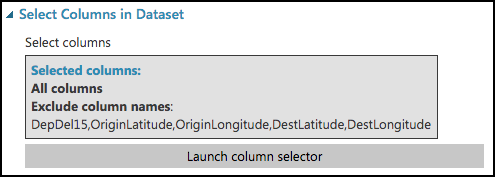 Select Columns in Dataset
Select columns
Selected columns:
All columns
Exclude column names:
DepDel15,OriginLatitude,OriginLongitude,DestLatitude,DestLongitude
Launch column selector